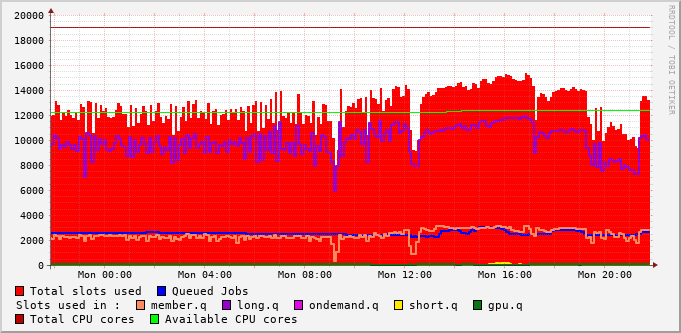 20000
18000
16000
14000
12000
10000
8000
6000
4000
2000
0
Mon 00:00 Mon 04:00 Mon 08:00 Mon 12:00 Mon 16:00 Mon 20:00
RRDTOOL / TOBI OETIKER
Total slots used Queued Jobs
Slots used in : member.q long.q ondemand.q short.q gpu.q
Total CPU cores Available CPU cores